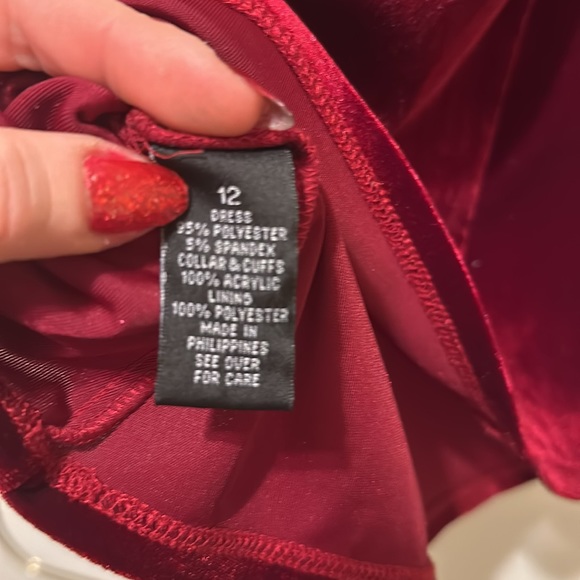 12
DRESS
95% POLYESTER
5% SPANDEX
COLLAR & CUFFS
100% ACRYLIC
LINING
100% POLYESTER
MADE IN
PHILIPPINES
SEE OVER
FOR CARE